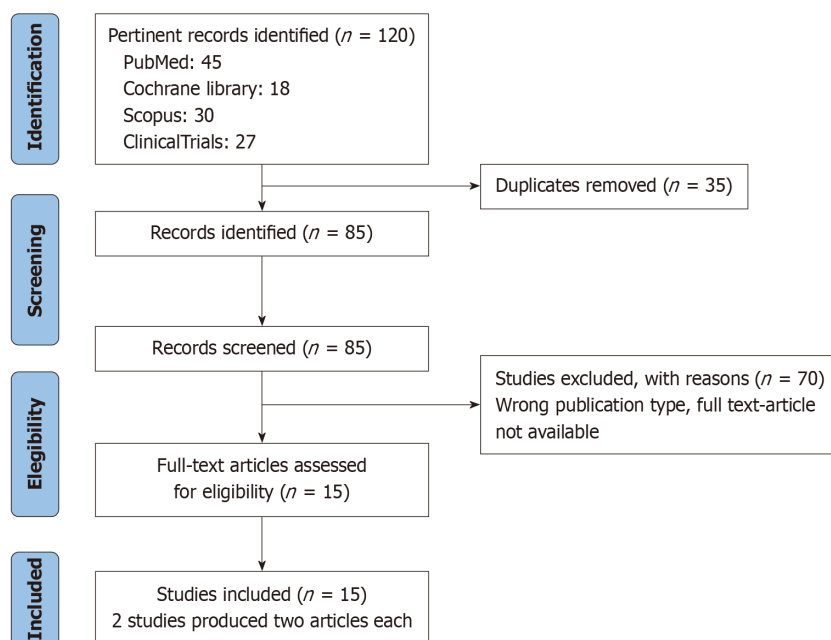 Identification
Pertinent records identified (n = 120)
PubMed: 45
Cochrane library: 18
Scopus: 30
ClinicalTrials: 27
Duplicates removed (n = 35)
Screening
Records identified (n = 85)
Records screened (n = 85)
Studies excluded, with reasons (n = 70)
Wrong publication type, full text-article
not available
Elegibility
Full-text articles assessed
for eligibility (n = 15)
Included
Studies included (n = 15)
2 studies produced two articles each